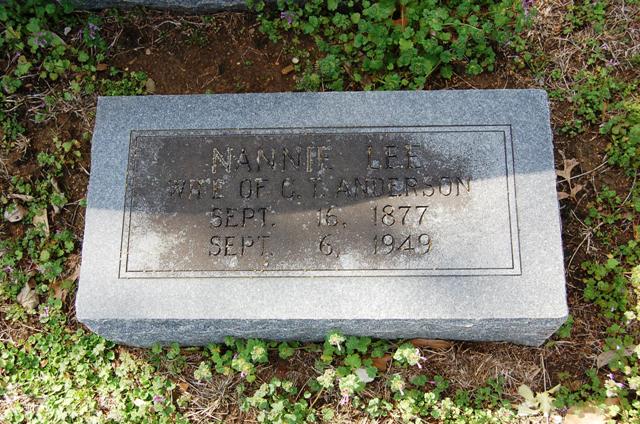 NANNIE LEE
WIFE OF C. T. ANDERSON
SEPT. 16, 1877
SEPT. 6, 1949